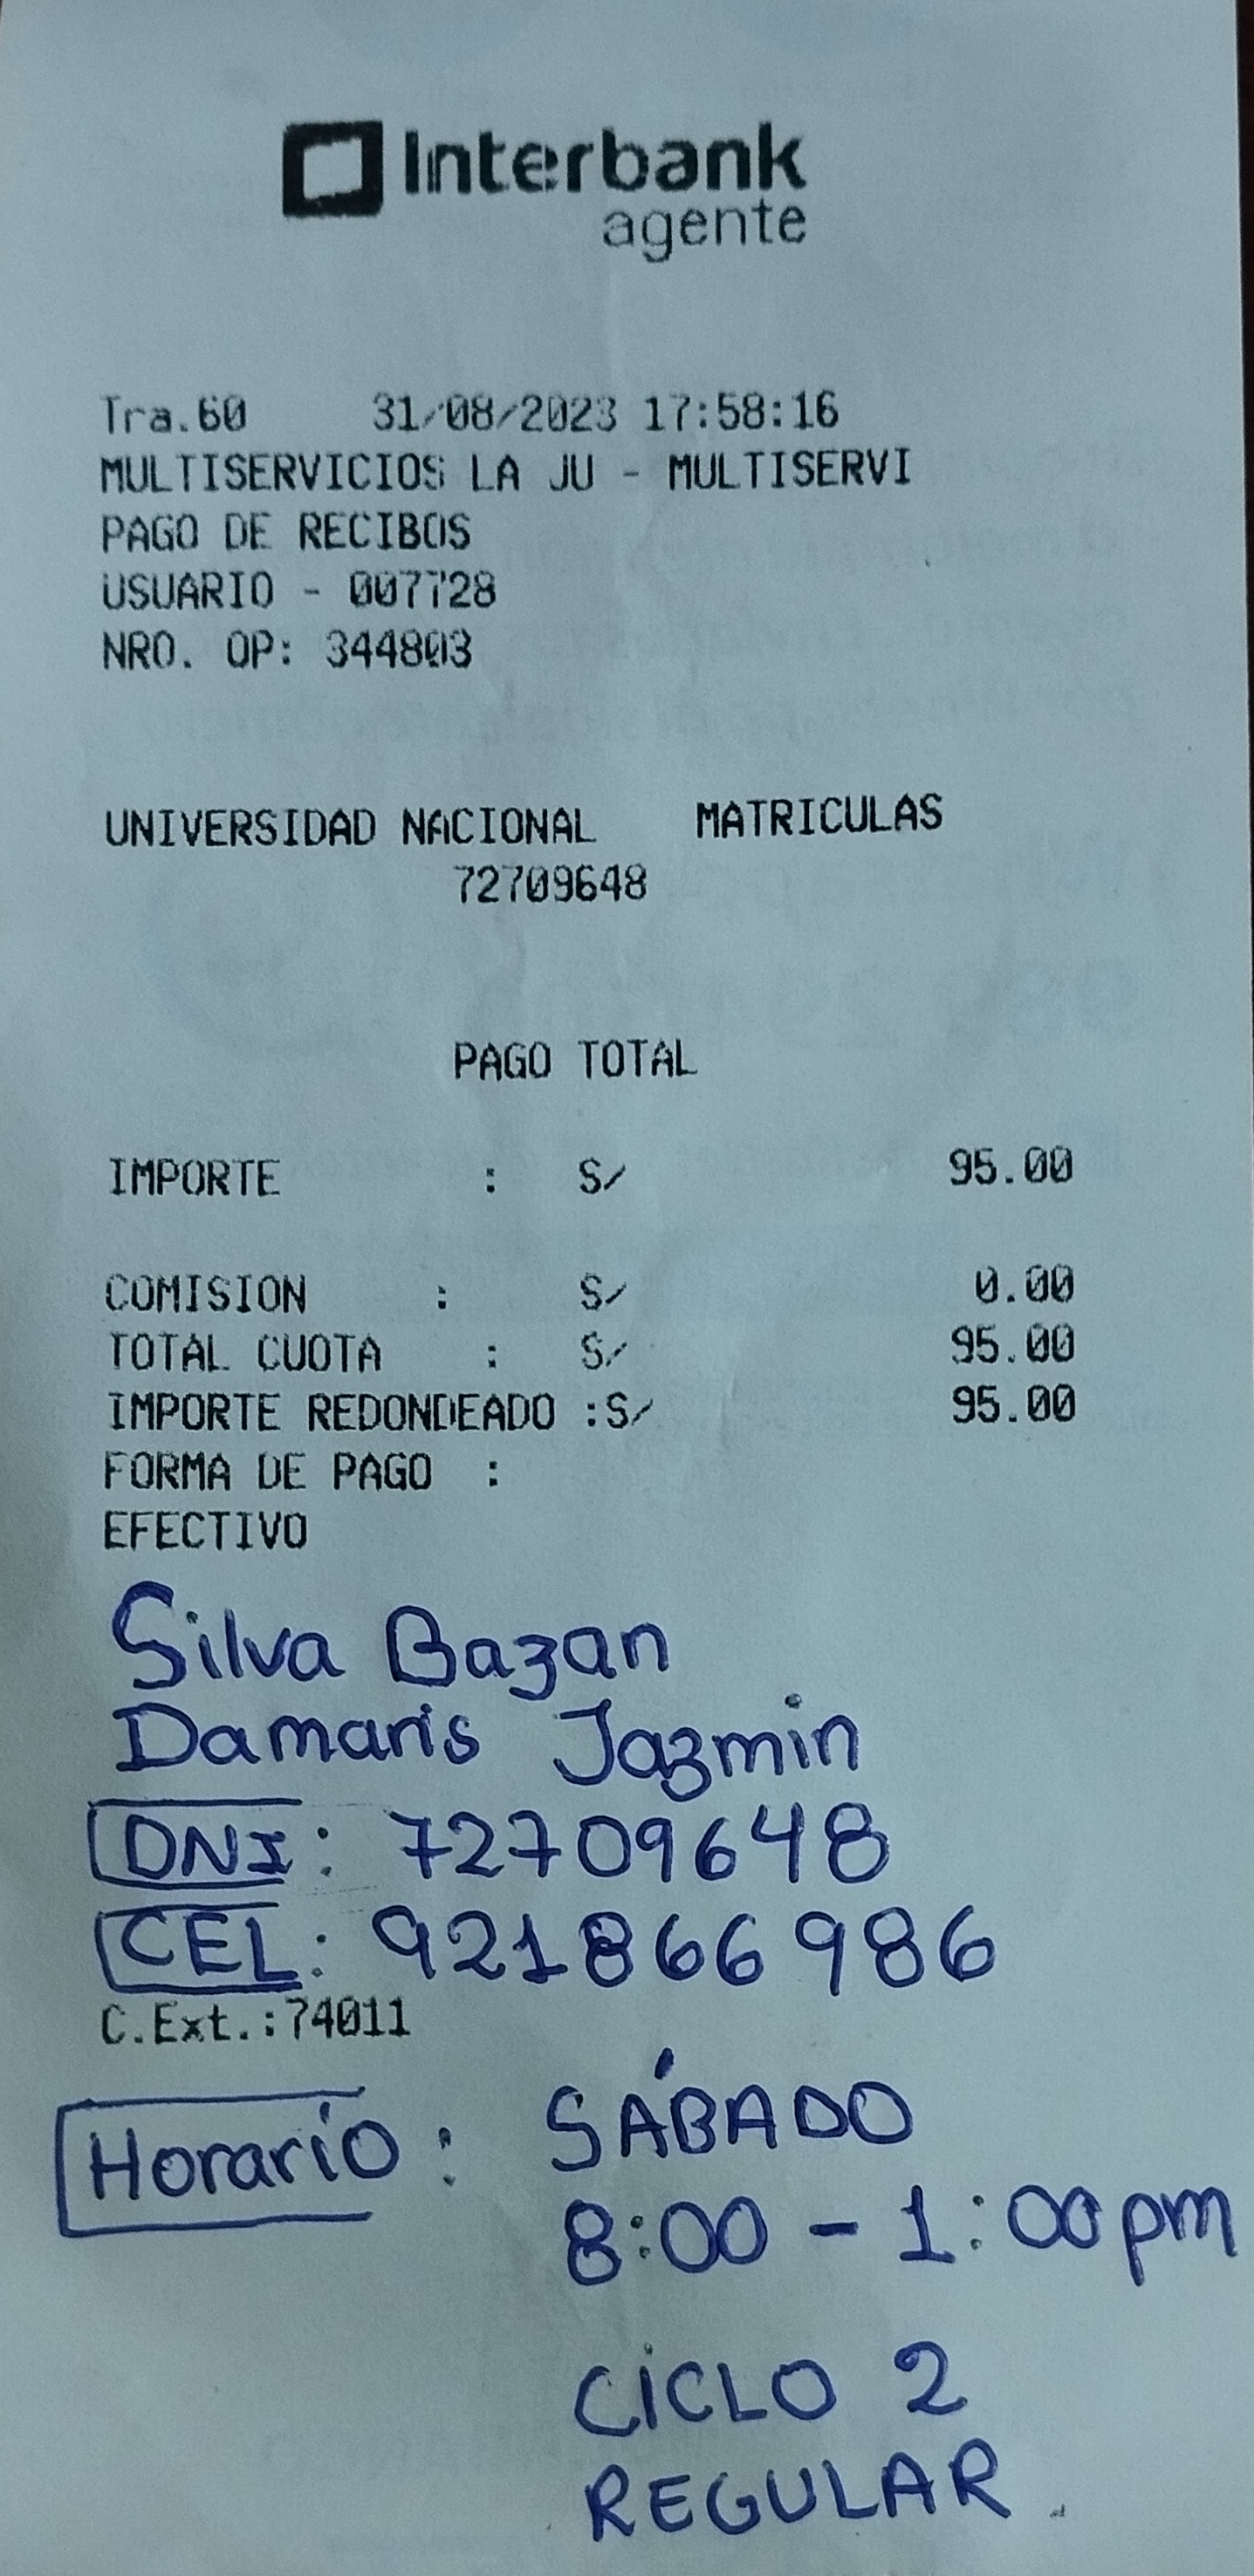 Interbank
agente
Tra.60 31/08/2023 17:58:16
MULTISERVICIOS LA JU - MULTISERVI
PAGO DE RECIBOS
USUARIO - 007728
NRO. OP: 344803
UNIVERSIDAD NACIONAL MATRICULAS
72709648
PAGO TOTAL
IMPORTE : S/ 95.00
COMISION : S/ 0.00
TOTAL CUOTA : S/ 95.00
IMPORTE REDONDEADO :S/ 95.00
FORMA DE PAGO :
EFECTIVO
Silva Bazan
Damaris Jazmin
DNI: 72709648
CEL: 921866986
C.Ext.:74011
Horario: SÁBADO
8:00 - 1:00pm
CICLO 2
REGULAR